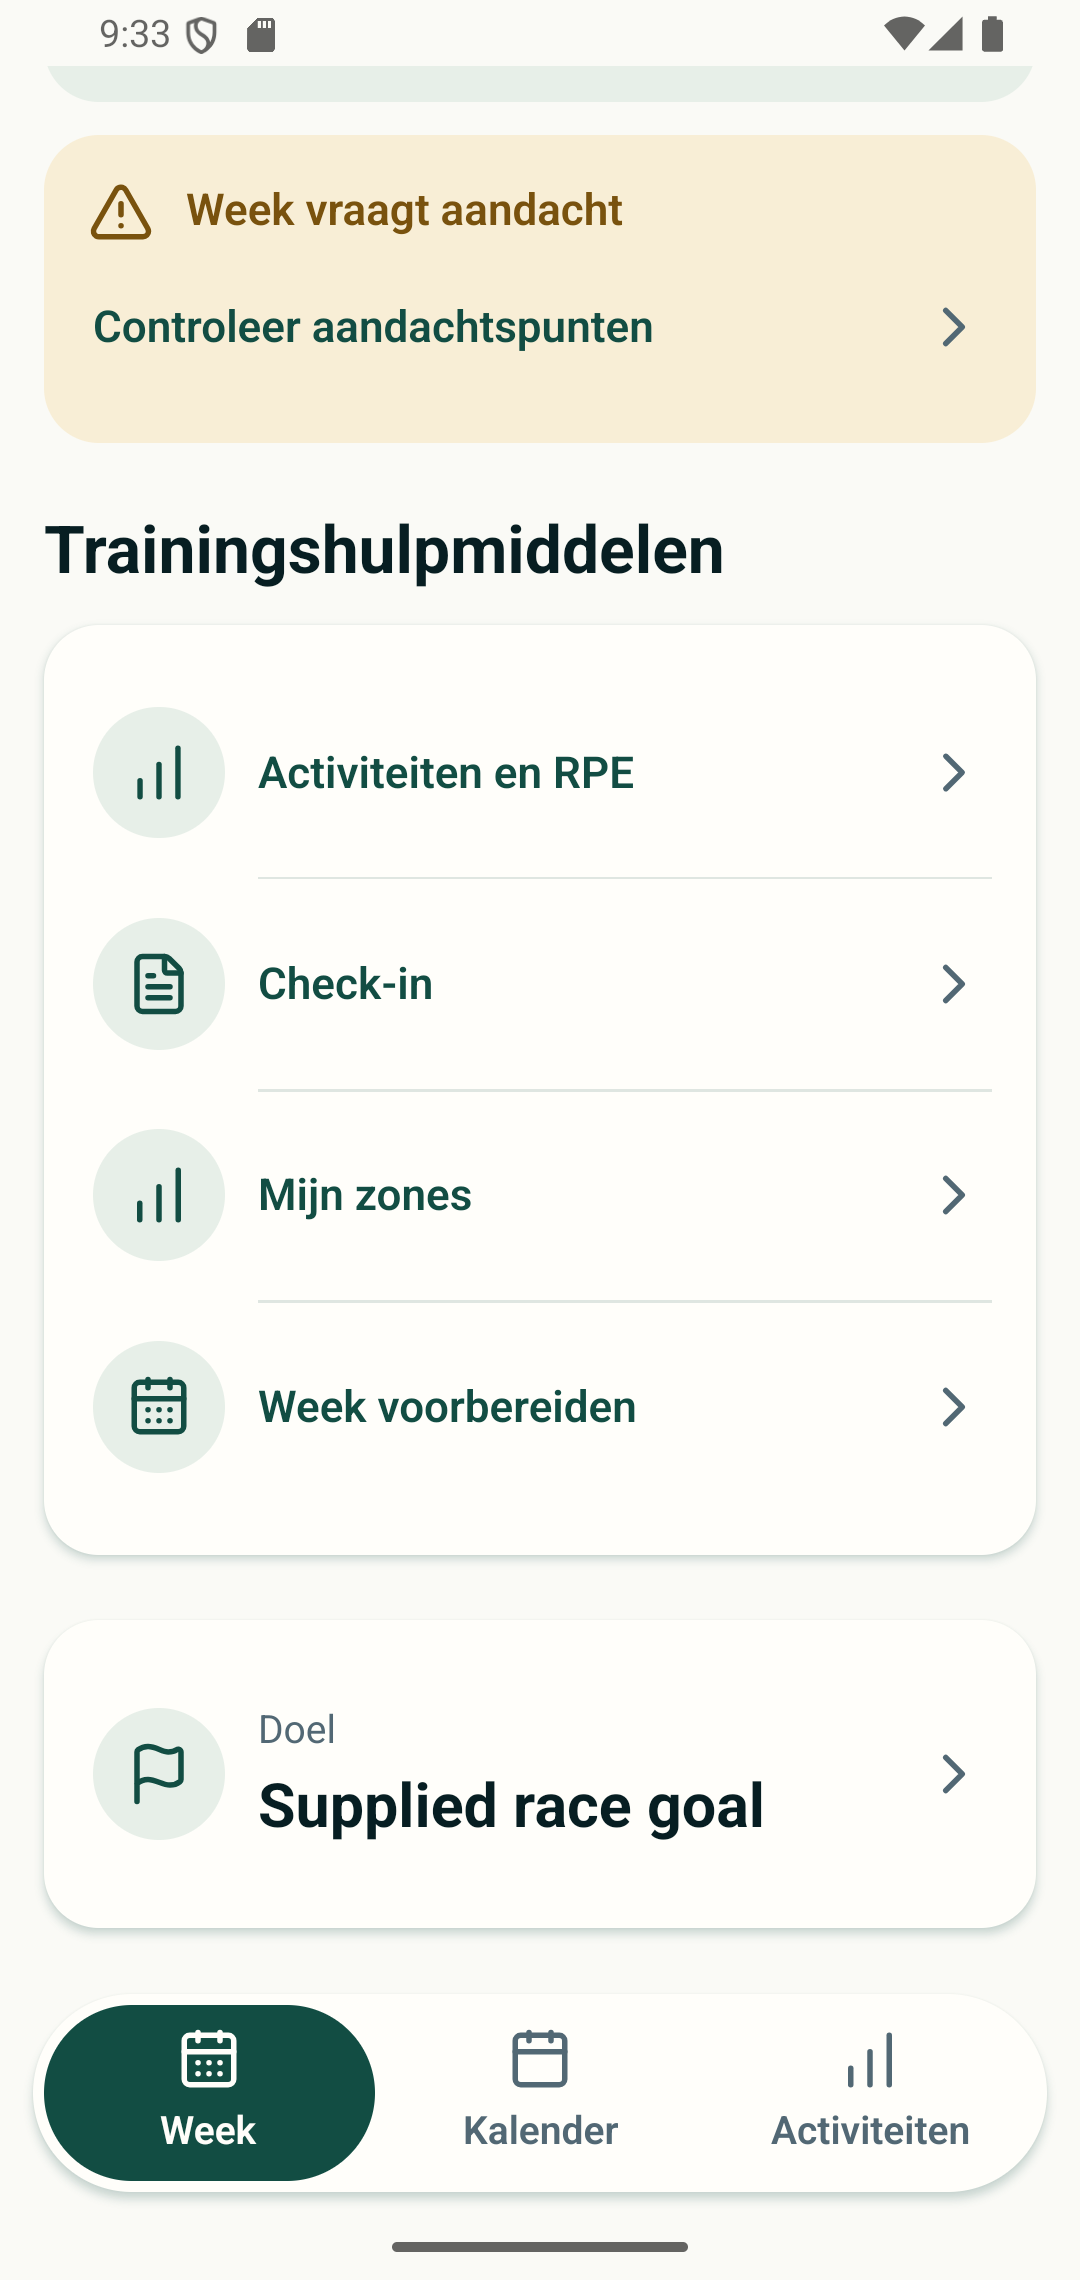 9:33
Week vraagt aandacht
Controleer aandachtspunten
Trainingshulpmiddelen
Activiteiten en RPE
Check-in
Mijn zones
Week voorbereiden
Doel
Supplied race goal
Week
Kalender
Activiteiten